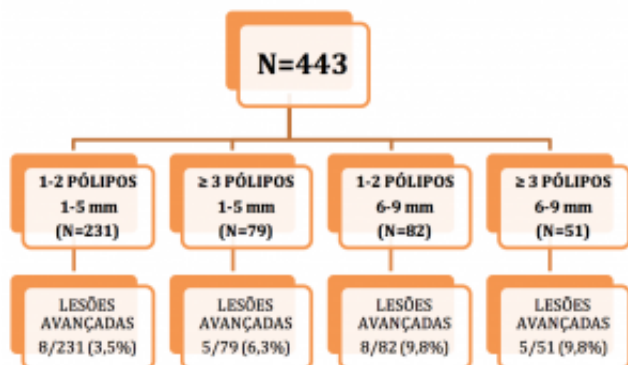 N=443
1-2 PÓLIPOS
1-5 mm
(N=231)
≥ 3 PÓLIPOS
1-5 mm
(N=79)
1-2 PÓLIPOS
6-9 mm
(N=82)
≥ 3 PÓLIPOS
6-9 mm
(N=51)
LESÕES
AVANÇADAS
8/231 (3,5%)
LESÕES
AVANÇADAS
5/79 (6,3%)
LESÕES
AVANÇADAS
8/82 (9,8%)
LESÕES
AVANÇADAS
5/51 (9,8%)